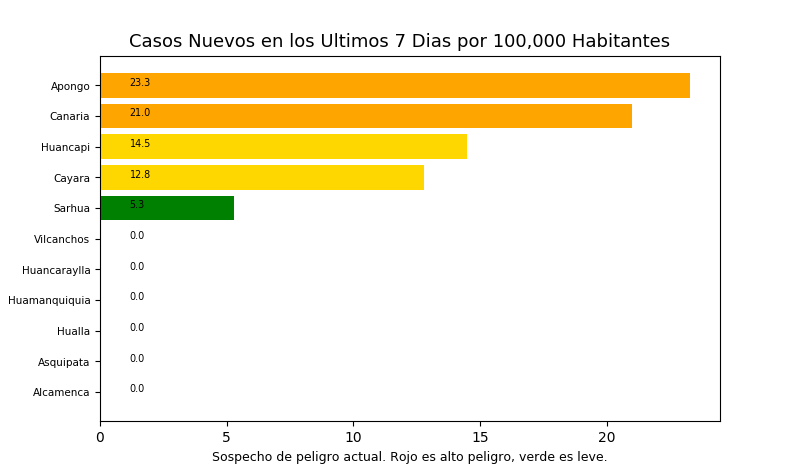 Casos Nuevos en los Ultimos 7 Dias por 100,000 Habitantes
Apongo 23.3
Canaria 21.0
Huancapi 14.5
Cayara 12.8
Sarhua 5.3
Vilcanchos 0.0
Huancaraylla 0.0
Huamanquiquia 0.0
Hualla 0.0
Asquipata 0.0
Alcamenca 0.0
0 5 10 15 20
Sospecho de peligro actual. Rojo es alto peligro, verde es leve.